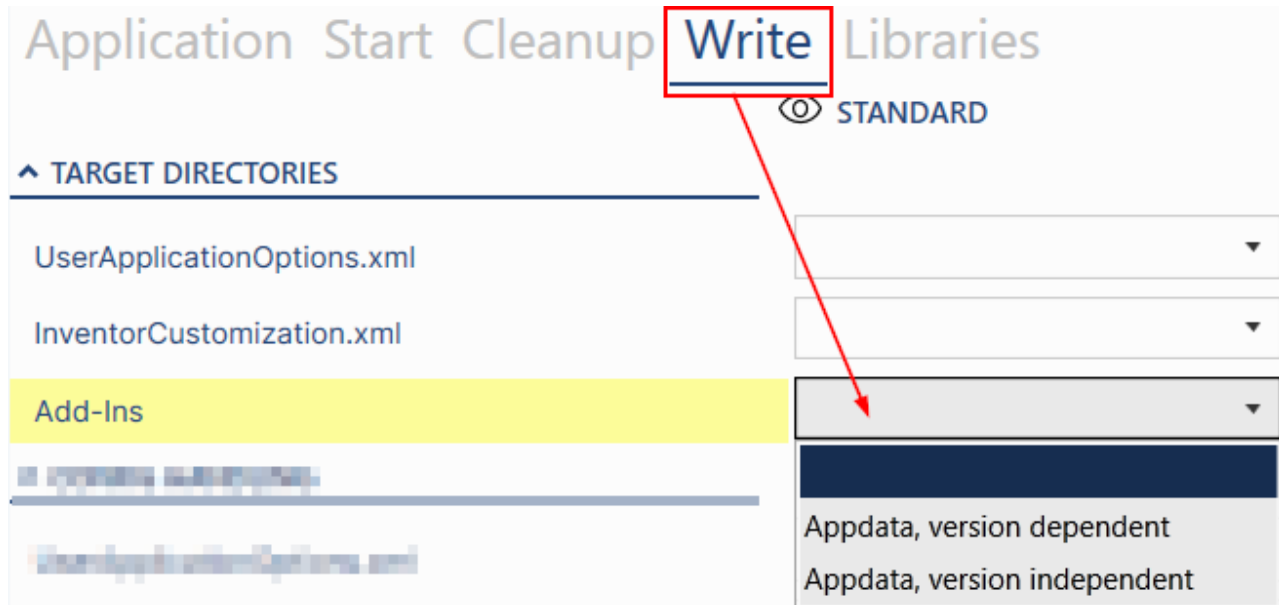 Application Start Cleanup Write Libraries
STANDARD
TARGET DIRECTORIES
UserApplicationOptions.xml
InventorCustomization.xml
Add-Ins
Appdata, version dependent
Appdata, version independent